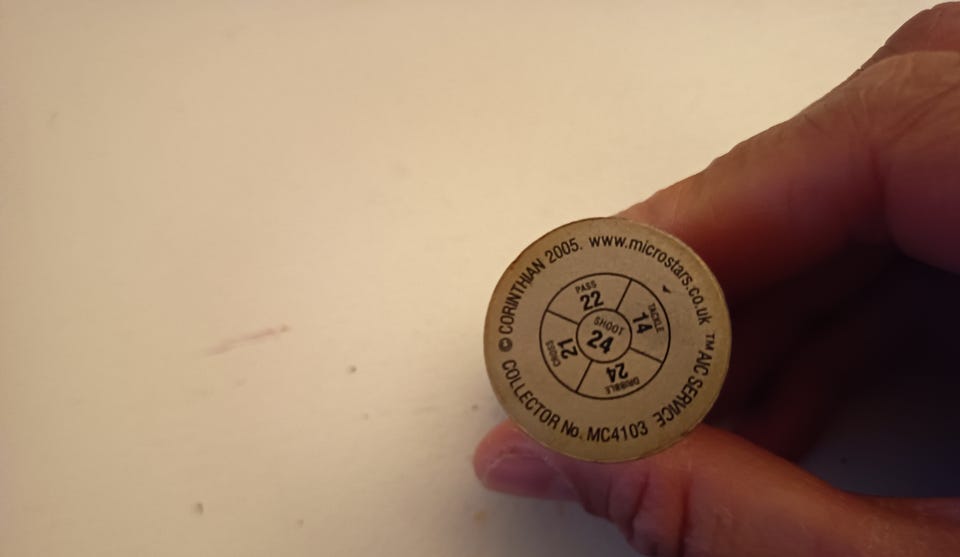 © CORINTHIAN 2005. www.microstars.co.uk ™ A/C SERVICE
COLLECTOR No. MC4103
PASS
22
TACKLE
14
DRIBBLE
24
CROSS
21
SHOOT
24